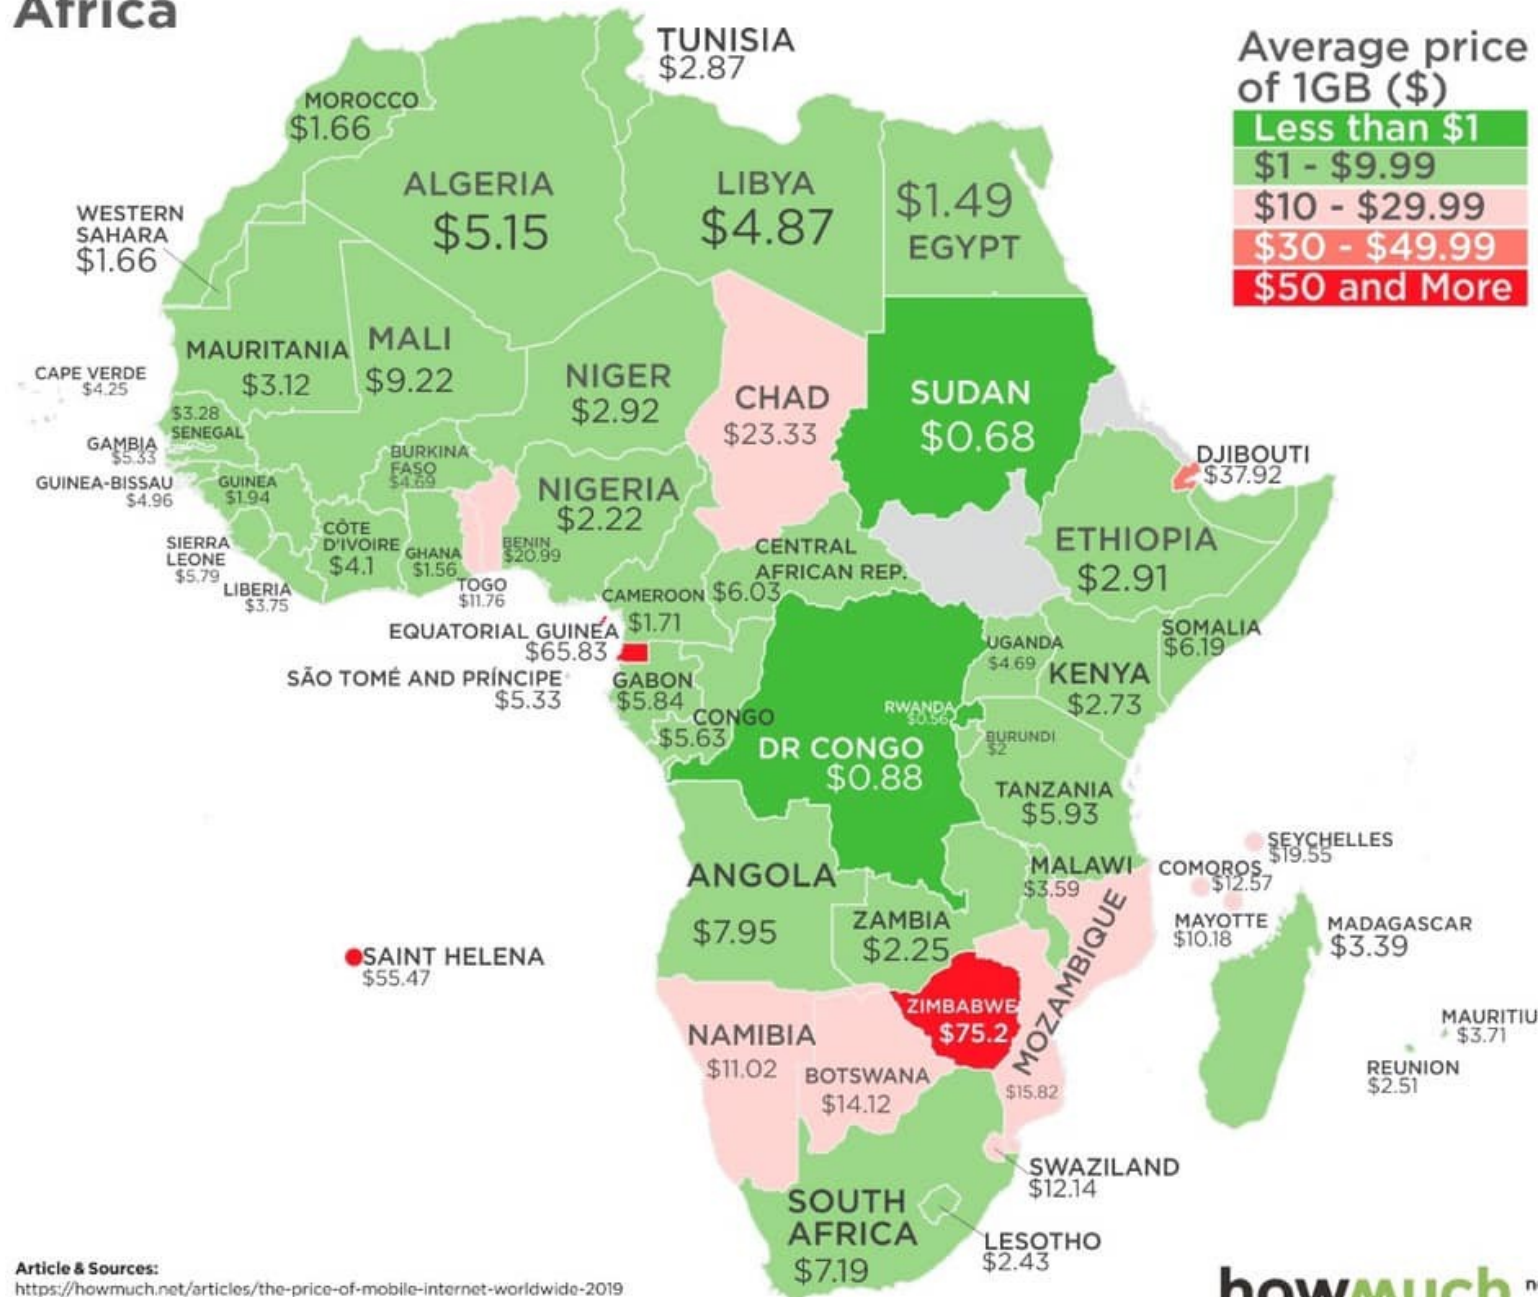 Africa
TUNISIA
$2.87
Average price
of 1GB ($)
Less than $1
$1 - $9.99
$10 - $29.99
$30 - $49.99
$50 and More
MOROCCO
$1.66
ALGERIA
$5.15
LIBYA
$4.87
$1.49
EGYPT
WESTERN
SAHARA
$1.66
MAURITANIA
$3.12
MALI
$9.22
NIGER
$2.92
CHAD
$23.33
SUDAN
$0.68
CAPE VERDE
$4.25
$3.28
SENEGAL
GAMBIA
$5.33
GUINEA-BISSAU
$4.96
GUINEA
$1.94
BURKINA
FASO
$4.69
NIGERIA
$2.22
DJIBOUTI
$37.92
SIERRA
LEONE
$5.79
LIBERIA
$3.75
CÔTE
D'IVOIRE
$4.1
GHANA
$1.56
TOGO
$11.76
BENIN
$20.99
CENTRAL
AFRICAN REP.
$6.03
ETHIOPIA
$2.91
CAMEROON
$1.71
EQUATORIAL GUINEA
$65.83
SÃO TOMÉ AND PRÍNCIPE
$5.33
GABON
$5.84
CONGO
$5.63
UGANDA
$4.69
KENYA
$2.73
SOMALIA
$6.19
RWANDA
$0.56
BURUNDI
$2
DR CONGO
$0.88
TANZANIA
$5.93
SEYCHELLES
$19.55
COMOROS
$12.57
MAYOTTE
$10.18
ANGOLA
$7.95
ZAMBIA
$2.25
MALAWI
$3.59
MADAGASCAR
$3.39
SAINT HELENA
$55.47
ZIMBABWE
$75.2
MOZAMBIQUE
$15.82
MAURITIU
$3.71
REUNION
$2.51
NAMIBIA
$11.02
BOTSWANA
$14.12
SWAZILAND
$12.14
SOUTH
AFRICA
$7.19
LESOTHO
$2.43
Article & Sources:
https://howmuch.net/articles/the-price-of-mobile-internet-worldwide-2019
howmuch